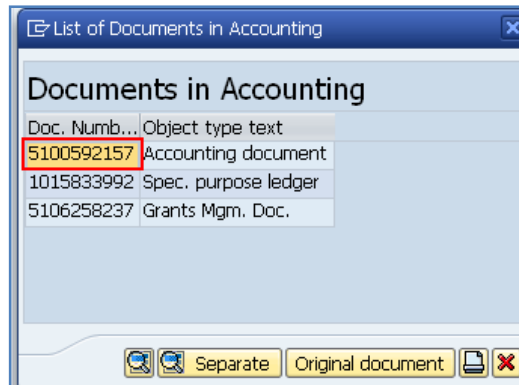 List of Documents in Accounting
Documents in Accounting
Doc. Numb... Object type text
5100592157 Accounting document
1015833992 Spec. purpose ledger
5106258237 Grants Mgm. Doc.
Separate Original document